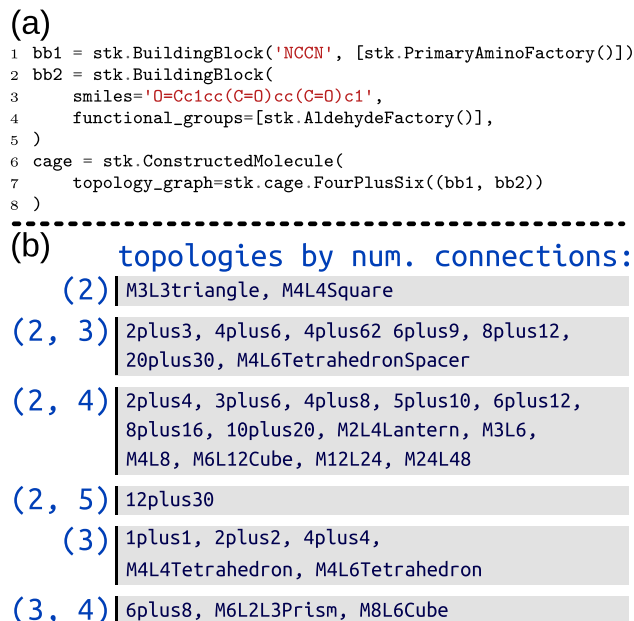 (a)
1 bb1 = stk.BuildingBlock('NCCN', [stk.PrimaryAminoFactory()])
2 bb2 = stk.BuildingBlock(
3 smiles='O=Cc1cc(C=O)cc(C=O)c1',
4 functional_groups=[stk.AldehydeFactory()],
5 )
6 cage = stk.ConstructedMolecule(
7 topology_graph=stk.cage.FourPlusSix((bb1, bb2))
8 )
(b)
topologies by num. connections:
(2) M3L3triangle, M4L4Square
(2, 3) 2plus3, 4plus6, 4plus62 6plus9, 8plus12,
20plus30, M4L6TetrahedronSpacer
(2, 4) 2plus4, 3plus6, 4plus8, 5plus10, 6plus12,
8plus16, 10plus20, M2L4Lantern, M3L6,
M4L8, M6L12Cube, M12L24, M24L48
(2, 5) 12plus30
(3) 1plus1, 2plus2, 4plus4,
M4L4Tetrahedron, M4L6Tetrahedron
(3, 4) 6plus8, M6L2L3Prism, M8L6Cube